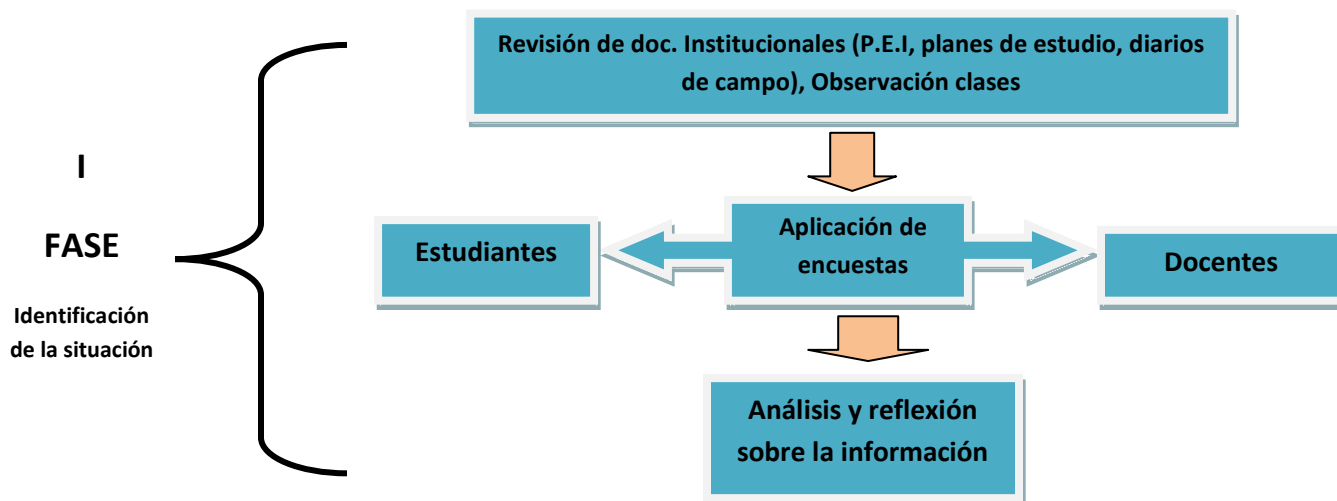 Revisión de doc. Institucionales (P.E.I, planes de estudio, diarios
de campo), Observación clases
I
FASE
Identificación
de la situación
Estudiantes
Aplicación de
encuestas
Docentes
Análisis y reflexión
sobre la información